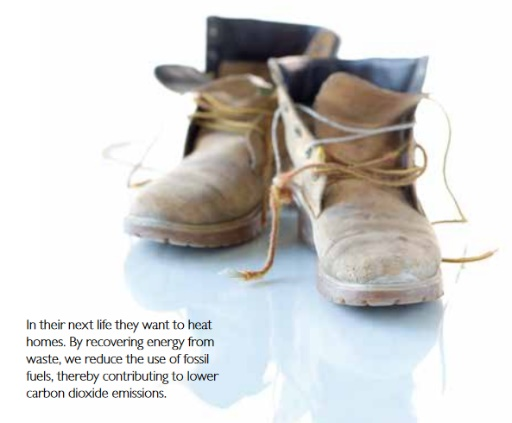 In their next life they want to heat
homes. By recovering energy from
waste, we reduce the use of fossil
fuels, thereby contributing to lower
carbon dioxide emissions.